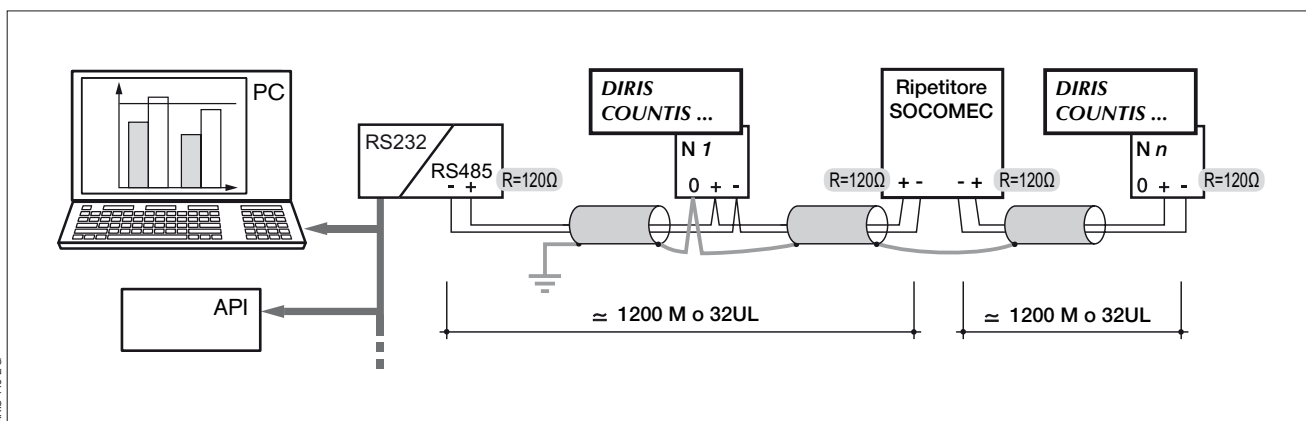 PC
API
RS232
RS485
- +
R=120Ω
DIRIS
COUNTIS ...
N 1
0 + -
Ripetitore
SOCOMEC
R=120Ω
+ -
- +
R=120Ω
DIRIS
COUNTIS ...
N n
0 + -
R=120Ω
≃ 1200 M o 32UL
≃ 1200 M o 32UL